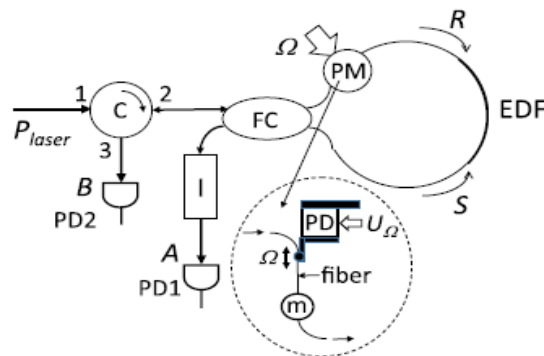 R
Ω
PM
1
C
2
FC
EDF
P_laser
3
I
S
B
PD2
A
PD1
PD
U_Ω
Ω
fiber
m